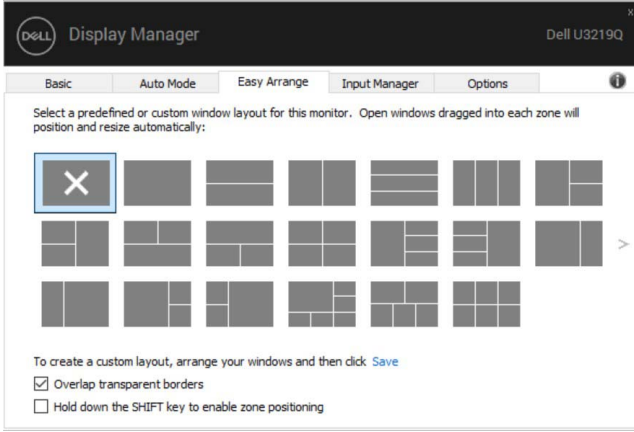 DELL Display Manager
Dell U3219Q
Basic Auto Mode Easy Arrange Input Manager Options
Select a predefined or custom window layout for this monitor. Open windows dragged into each zone will
position and resize automatically:
To create a custom layout, arrange your windows and then click Save
Overlap transparent borders
Hold down the SHIFT key to enable zone positioning